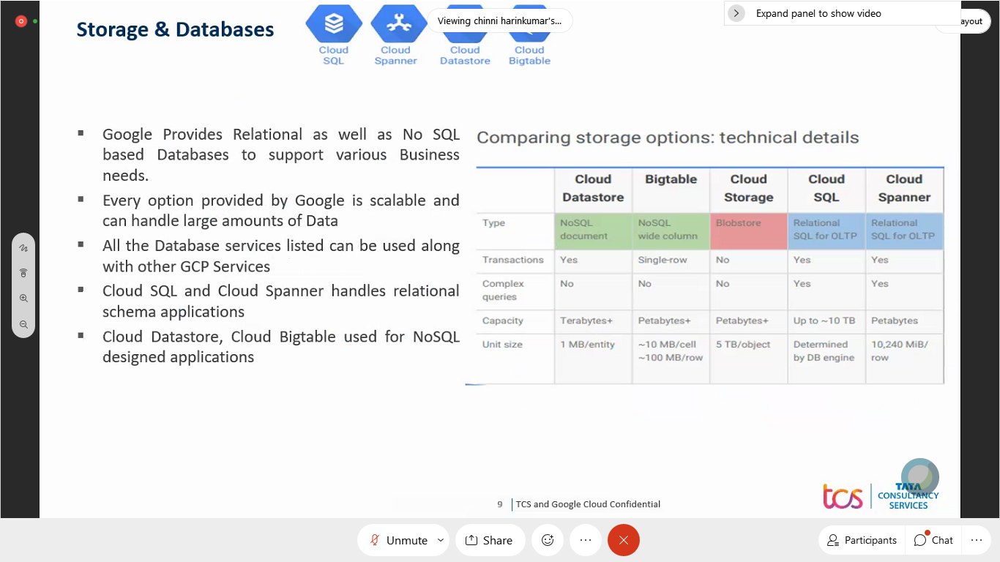 Storage & Databases
Cloud
SQL
Cloud
Spanner
Cloud
Datastore
Cloud
Bigtable
Viewing chinni harinkumar's...
Expand panel to show video
ayout
▪ Google Provides Relational as well as No SQL
based Databases to support various Business
needs.
▪ Every option provided by Google is scalable and
can handle large amounts of Data
▪ All the Database services listed can be used along
with other GCP Services
▪ Cloud SQL and Cloud Spanner handles relational
schema applications
▪ Cloud Datastore, Cloud Bigtable used for NoSQL
designed applications
Comparing storage options: technical details
Cloud
Datastore
Bigtable
Cloud
Storage
Cloud
SQL
Cloud
Spanner
Type
NoSQL
document
NoSQL
wide column
Blobstore
Relational
SQL for OLTP
Relational
SQL for OLTP
Transactions
Yes
Single-row
No
Yes
Yes
Complex
queries
No
No
No
Yes
Yes
Capacity
Terabytes+
Petabytes+
Petabytes+
Up to ~10 TB
Petabytes
Unit size
1 MB/entity
~10 MB/cell
~100 MB/row
5 TB/object
Determined
by DB engine
10,240 MiB/
row
9
TCS and Google Cloud Confidential
tcs
TATA
CONSULTANCY
SERVICES
Unmute
Share
Participants
Chat